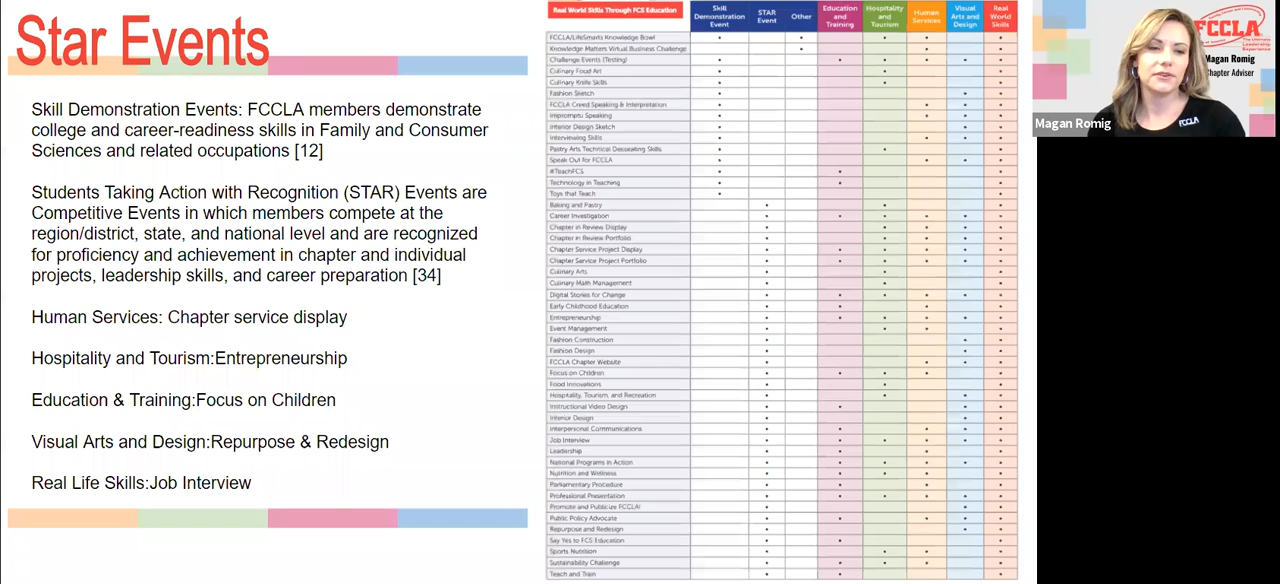 Star Events
Skill Demonstration Events: FCCLA members demonstrate
college and career-readiness skills in Family and Consumer
Sciences and related occupations [12]
Students Taking Action with Recognition (STAR) Events are
Competitive Events in which members compete at the
region/district, state, and national level and are recognized
for proficiency and achievement in chapter and individual
projects, leadership skills, and career preparation [34]
Human Services: Chapter service display
Hospitality and Tourism:Entrepreneurship
Education & Training:Focus on Children
Visual Arts and Design:Repurpose & Redesign
Real Life Skills:Job Interview
Real World Skills Through FCS Education
Skill
Demonstration
Event
STAR
Event
Other
Education
and
Training
Hospitality
and
Tourism
Human
Services
Visual
Arts and
Design
Real
World
Skills
FCCLA/LifeSmarts Knowledge Bowl
Knowledge Matters Virtual Business Challenge
Challenge Events (Testing)
Culinary Food Art
Culinary Knife Skills
Fashion Sketch
FCCLA Creed Speaking & Interpretation
Impromptu Speaking
Interior Design Sketch
Interviewing Skills
Pastry Arts Technical Decorating Skills
Speak Out for FCCLA
#TeachFCS
Technology in Teaching
Toys that Teach
Baking and Pastry
Career Investigation
Chapter in Review Display
Chapter in Review Portfolio
Chapter Service Project Display
Chapter Service Project Portfolio
Culinary Arts
Culinary Math Management
Digital Stories for Change
Early Childhood Education
Entrepreneurship
Event Management
Fashion Construction
Fashion Design
FCCLA Chapter Website
Focus on Children
Food Innovations
Hospitality, Tourism, and Recreation
Instructional Video Design
Interior Design
Interpersonal Communications
Job Interview
Leadership
National Programs in Action
Nutrition and Wellness
Parliamentary Procedure
Professional Presentation
Promote and Publicize FCCLA!
Public Policy Advocate
Repurpose and Redesign
Say Yes to FCS Education
Sports Nutrition
Sustainability Challenge
Teach and Train
FCCLA
The Ultimate
Leadership
Experience
Magan Romig
Chapter Adviser
FCCLA
Magan Romig